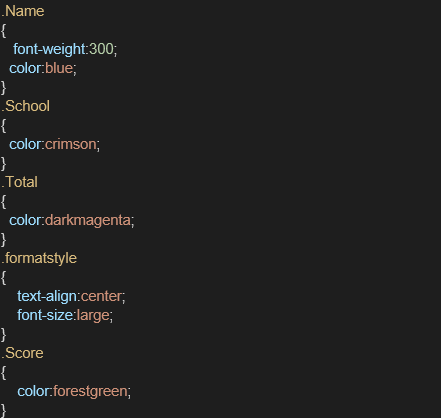 .Name
{
   font-weight:300;
  color:blue;
}
.School
{
  color:crimson;
}
.Total
{
  color:darkmagenta;
}
.formatstyle
{
    text-align:center;
    font-size:large;
}
.Score
{
    color:forestgreen;
}